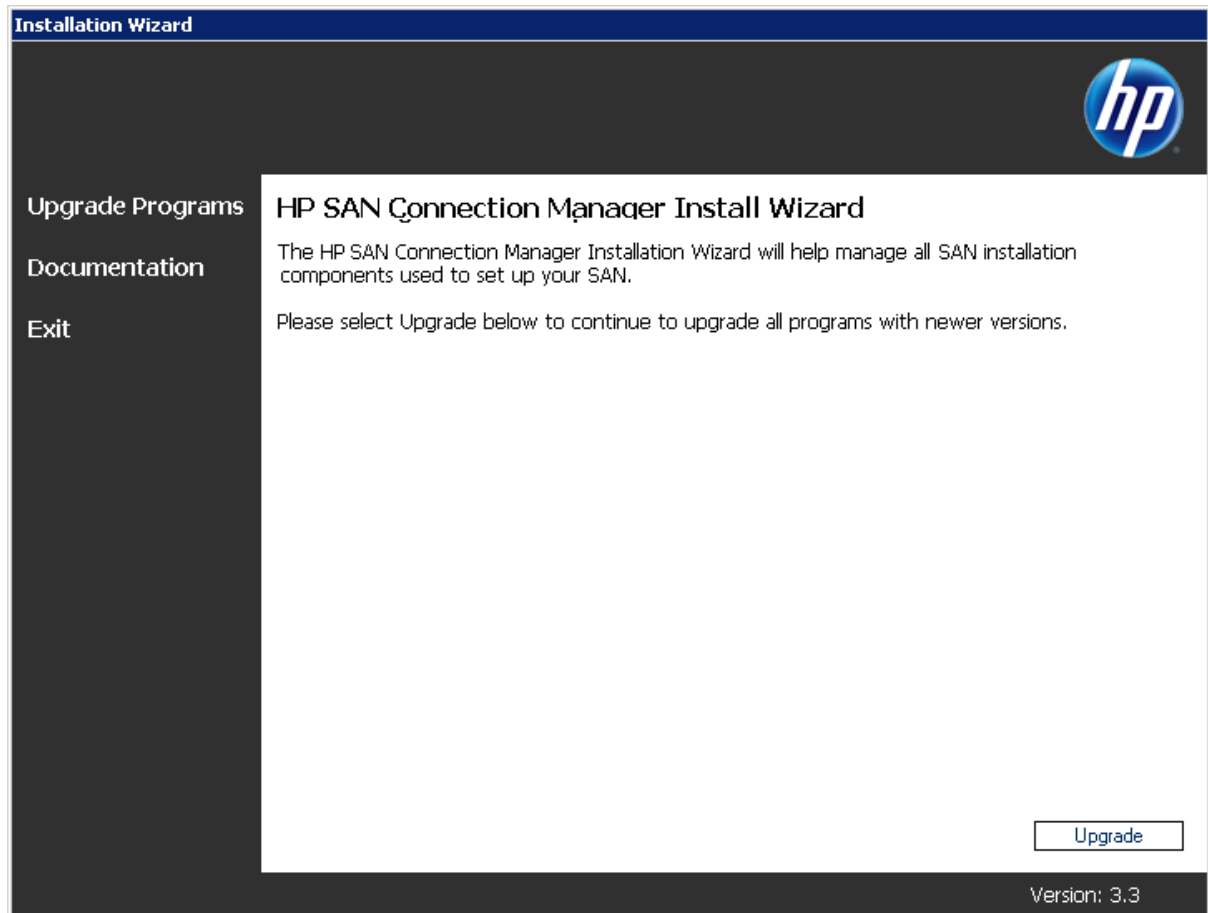 Installation Wizard
hp
Upgrade Programs
Documentation
Exit
HP SAN Connection Manager Install Wizard
The HP SAN Connection Manager Installation Wizard will help manage all SAN installation
components used to set up your SAN.
Please select Upgrade below to continue to upgrade all programs with newer versions.
Upgrade
Version: 3.3